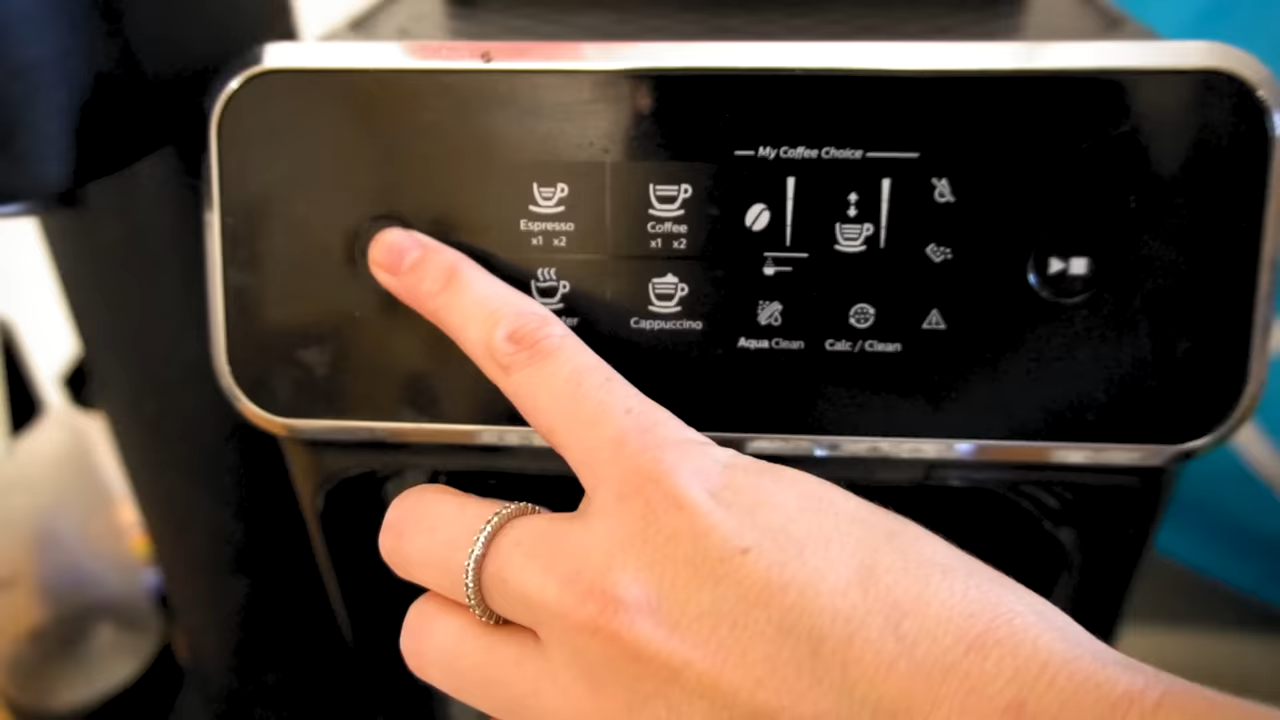 My Coffee Choice
Espresso
x1 x2
Coffee
x1 x2
Cappuccino
Aqua Clean
Calc / Clean